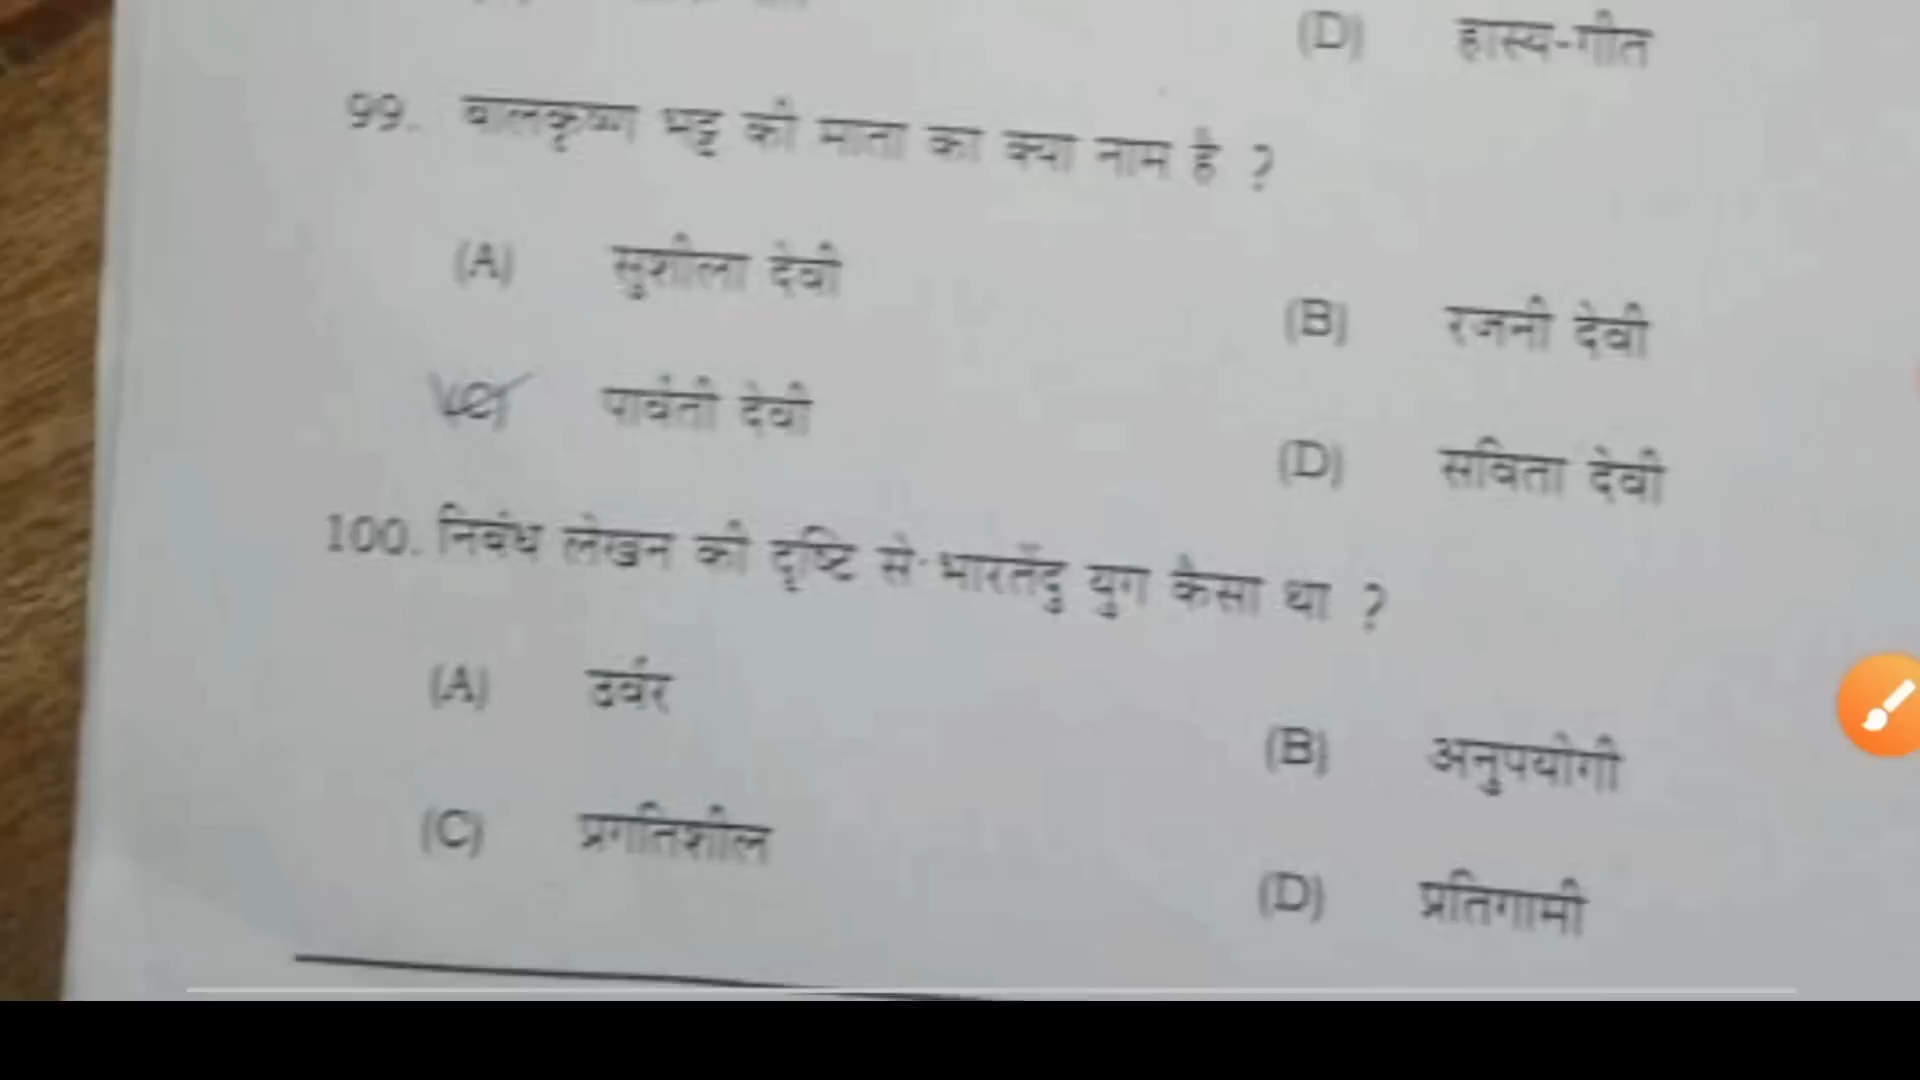 (D) हास्य-गीत
99. बालकृष्ण भट्ट की माता का क्या नाम है ?
(A) सुशीला देवी
(B) रजनी देवी
(C) पार्वती देवी
(D) सविता देवी
100. निबंध लेखन की दृष्टि से भारतेंदु युग कैसा था ?
(A) उर्वर
(B) अनुपयोगी
(C) प्रगतिशील
(D) प्रतिगामी